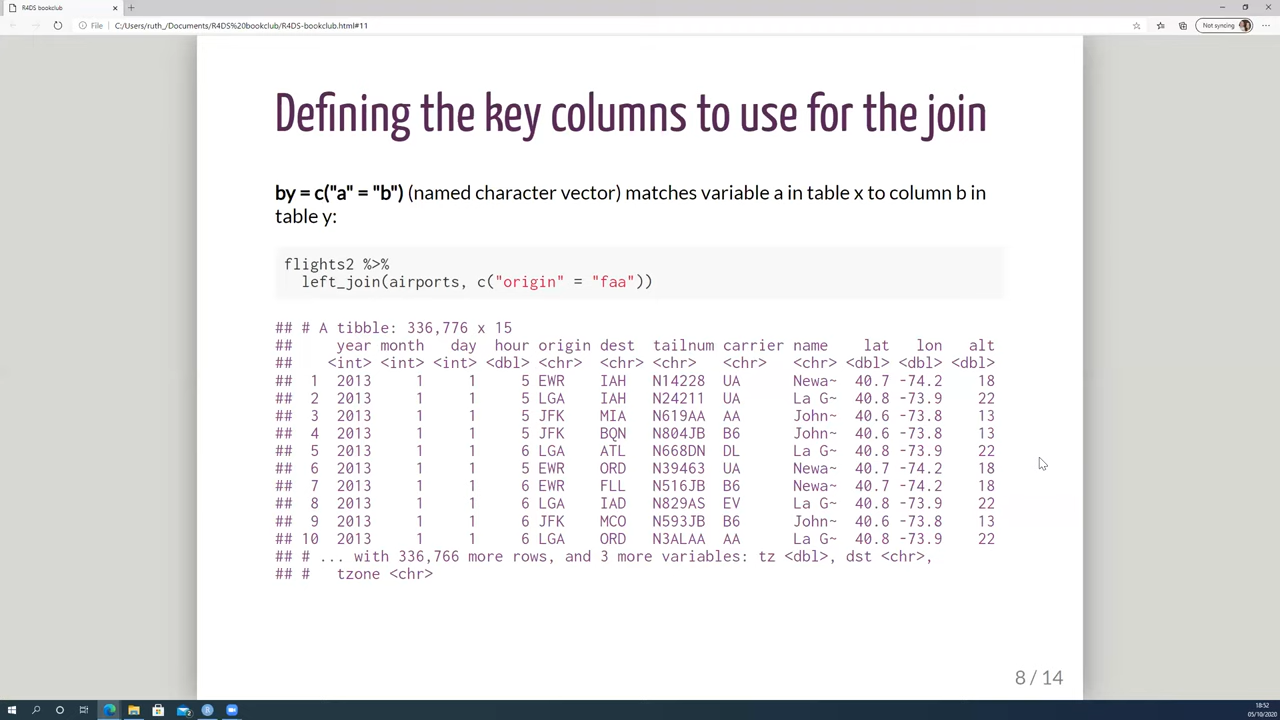 R4DS bookclub
File
C:/Users/ruth_/Documents/R4DS%20bookclub/R4DS-bookclub.html#11
Not syncing
Defining the key columns to use for the join
by = c("a" = "b") (named character vector) matches variable a in table x to column b in
table y:
flights2 %>%
  left_join(airports, c("origin" = "faa"))
## # A tibble: 336,776 x 15
##     year month   day  hour origin dest  tailnum carrier name    lat   lon   alt
##    <int> <int> <int> <dbl> <chr>  <chr> <chr>   <chr>   <chr> <dbl> <dbl> <dbl>
##  1  2013     1     1     5 EWR    IAH   N14228  UA      Newa~  40.7 -74.2    18
##  2  2013     1     1     5 LGA    IAH   N24211  UA      La G~  40.8 -73.9    22
##  3  2013     1     1     5 JFK    MIA   N619AA  AA      John~  40.6 -73.8    13
##  4  2013     1     1     5 JFK    BQN   N804JB  B6      John~  40.6 -73.8    13
##  5  2013     1     1     6 LGA    ATL   N668DN  DL      La G~  40.8 -73.9    22
##  6  2013     1     1     5 EWR    ORD   N39463  UA      Newa~  40.7 -74.2    18
##  7  2013     1     1     6 EWR    FLL   N516JB  B6      Newa~  40.7 -74.2    18
##  8  2013     1     1     6 LGA    IAD   N829AS  EV      La G~  40.8 -73.9    22
##  9  2013     1     1     6 JFK    MCO   N593JB  B6      John~  40.6 -73.8    13
## 10  2013     1     1     6 LGA    ORD   N3ALAA  AA      La G~  40.8 -73.9    22
## # ... with 336,766 more rows, and 3 more variables: tz <dbl>, dst <chr>,
## #   tzone <chr>
8 / 14
18:52
05/10/2020